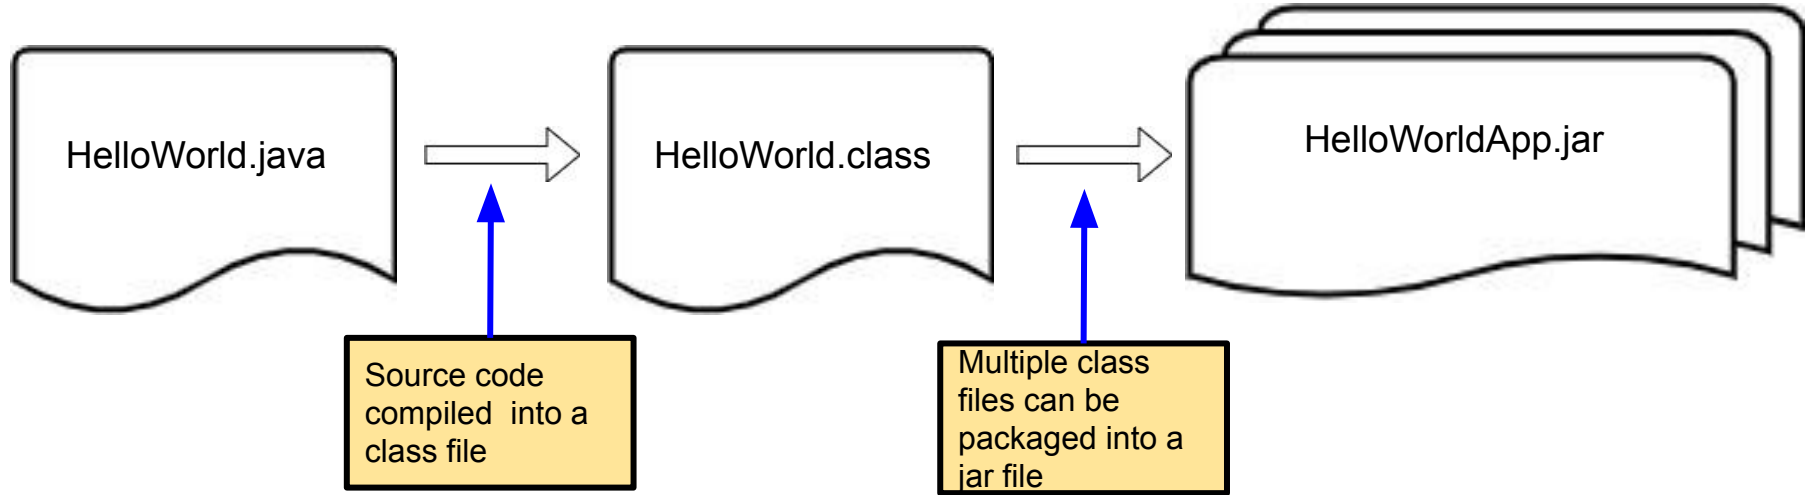 HelloWorld.java
HelloWorld.class
HelloWorldApp.jar
Source code
compiled  into a
class file
Multiple class
files can be
packaged into a
jar file